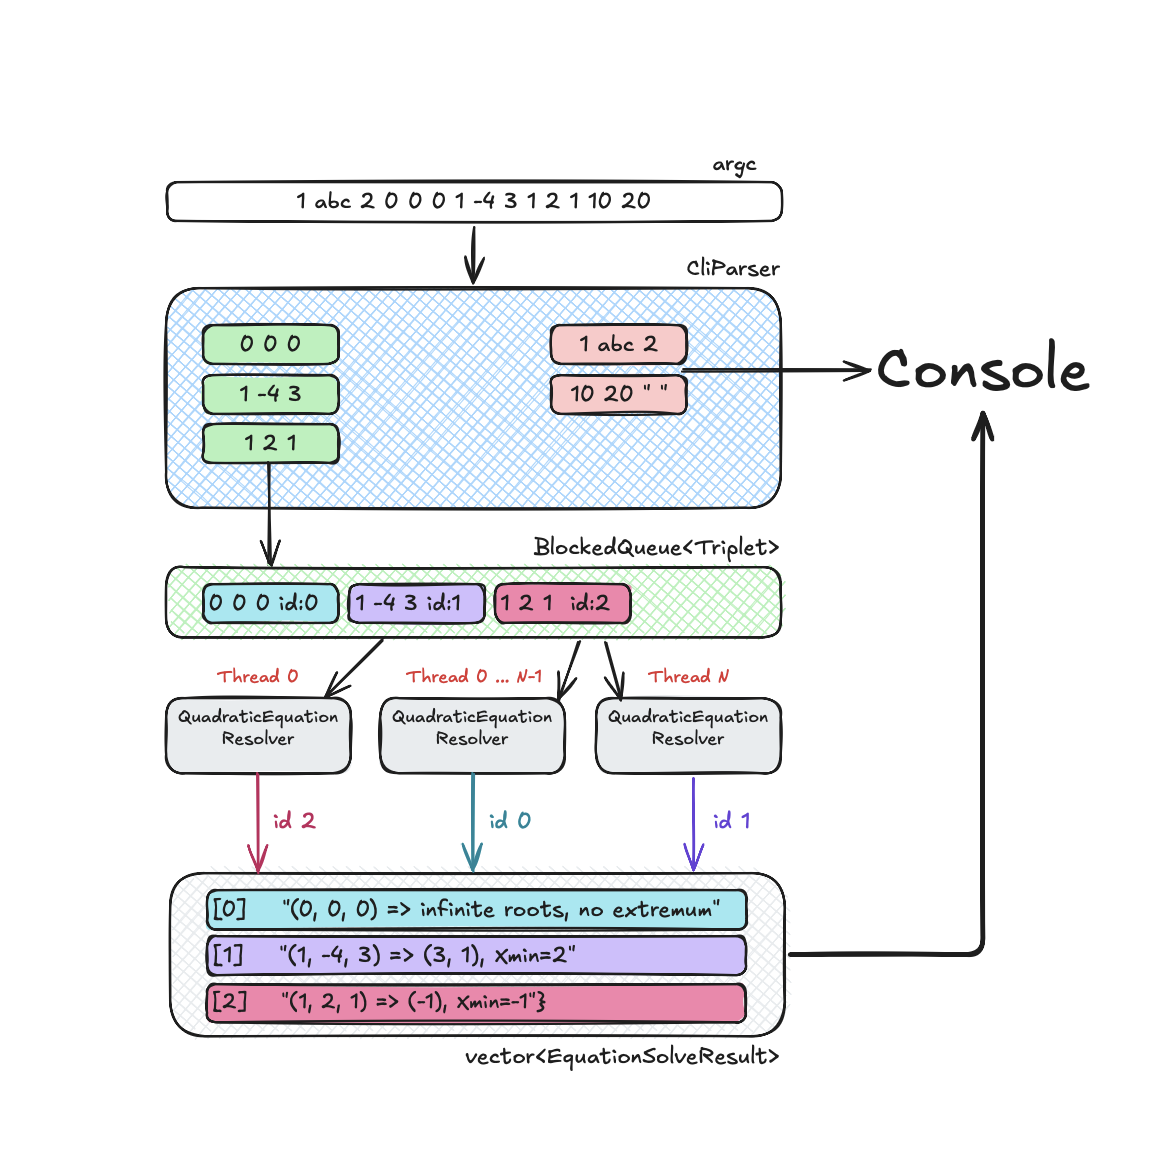 argc
1 abc 2 0 0 0 1 -4 3 1 2 1 10 20
CliParser
0 0 0
1 abc 2
1 -4 3
10 20 " "
1 2 1
Console
BlockedQueue<Triplet>
0 0 0 id:0
1 -4 3 id:1
1 2 1 id:2
Thread 0
Thread 0 ... N-1
Thread N
QuadraticEquation
Resolver
QuadraticEquation
Resolver
QuadraticEquation
Resolver
id 2
id 0
id 1
[0] "(0, 0, 0) => infinite roots, no extremum"
[1] "(1, -4, 3) => (3, 1), Xmin=2"
[2] "(1, 2, 1) => (-1), Xmin=-1"}
vector<EquationSolveResult>